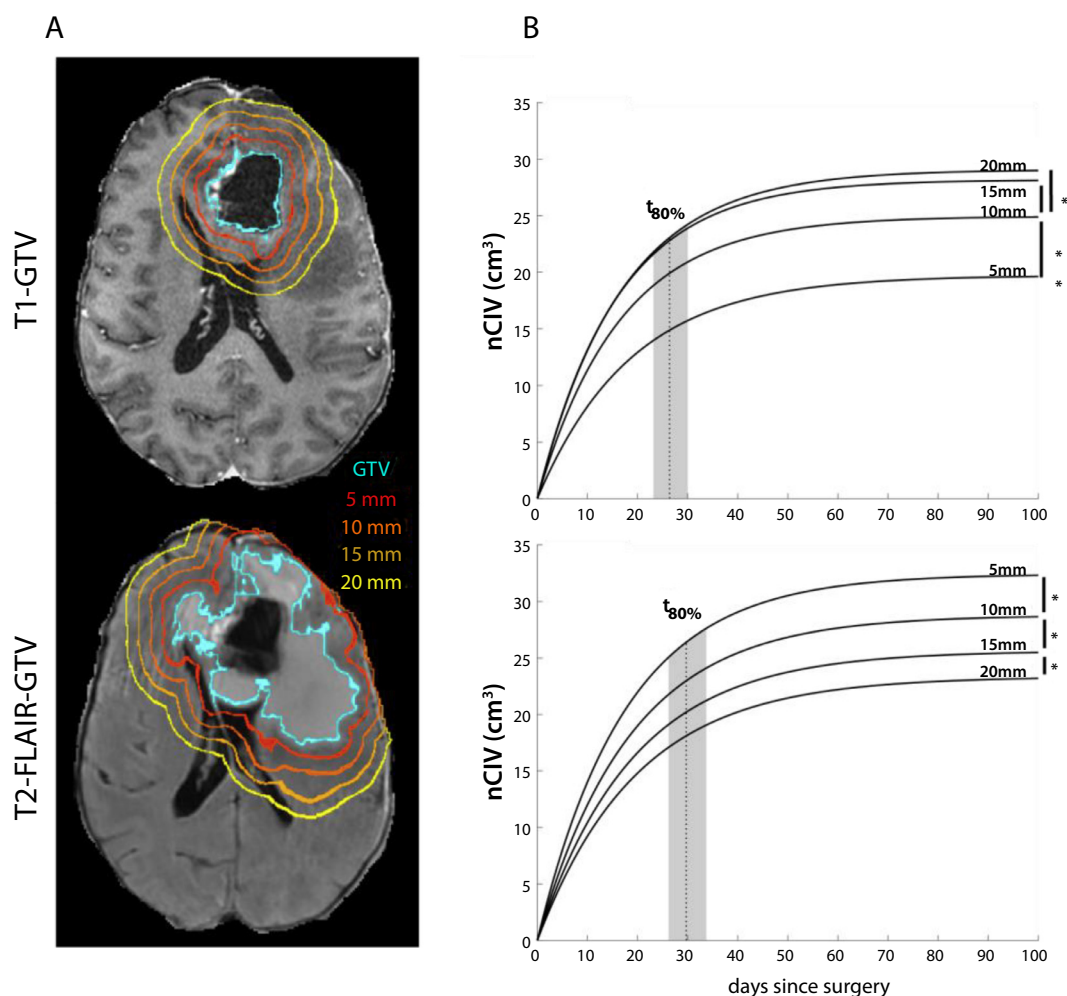 A
B
T1-GTV
T2-FLAIR-GTV
GTV
5 mm
10 mm
15 mm
20 mm
nCIV (cm³)
35
30
25
20
15
10
5
0
t80%
20mm
15mm
10mm
5mm
*
*
*
0 10 20 30 40 50 60 70 80 90 100
nCIV (cm³)
35
30
25
20
15
10
5
0
t80%
5mm
10mm
15mm
20mm
*
*
*
0 10 20 30 40 50 60 70 80 90 100
days since surgery